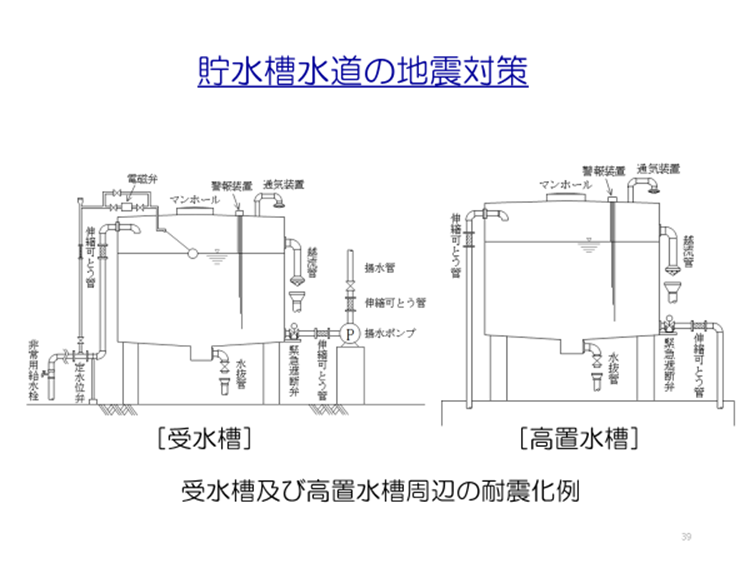 貯水槽水道の地震対策
電磁弁
警報装置
通気装置
マンホール
伸縮可とう管
越流管
揚水管
伸縮可とう管
揚水ポンプ
P
非常用給水栓
定水位弁
水抜管
緊急遮断弁
伸縮可とう管
[受水槽]
警報装置
通気装置
マンホール
伸縮可とう管
越流管
水抜管
緊急遮断弁
伸縮可とう管
[高置水槽]
受水槽及び高置水槽周辺の耐震化例
39